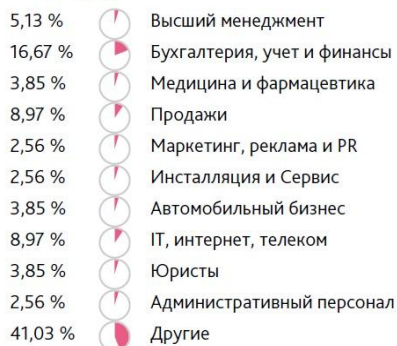 5,13 % Высший менеджмент
16,67 % Бухгалтерия, учет и финансы
3,85 % Медицина и фармацевтика
8,97 % Продажи
2,56 % Маркетинг, реклама и PR
2,56 % Инсталляция и Сервис
3,85 % Автомобильный бизнес
8,97 % IT, интернет, телеком
3,85 % Юристы
2,56 % Административный персонал
41,03 % Другие